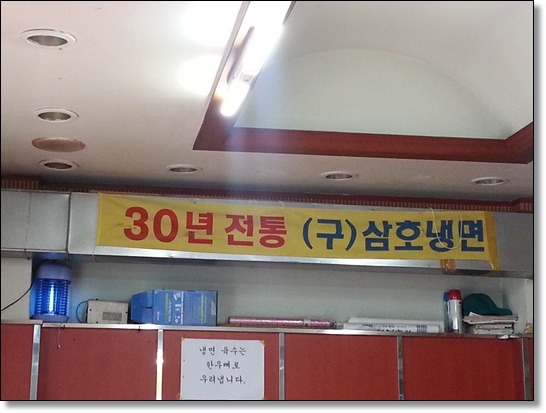 30년 전통 (구)삼호냉면
냉면 육수는
한우뼈로
우려냅니다.